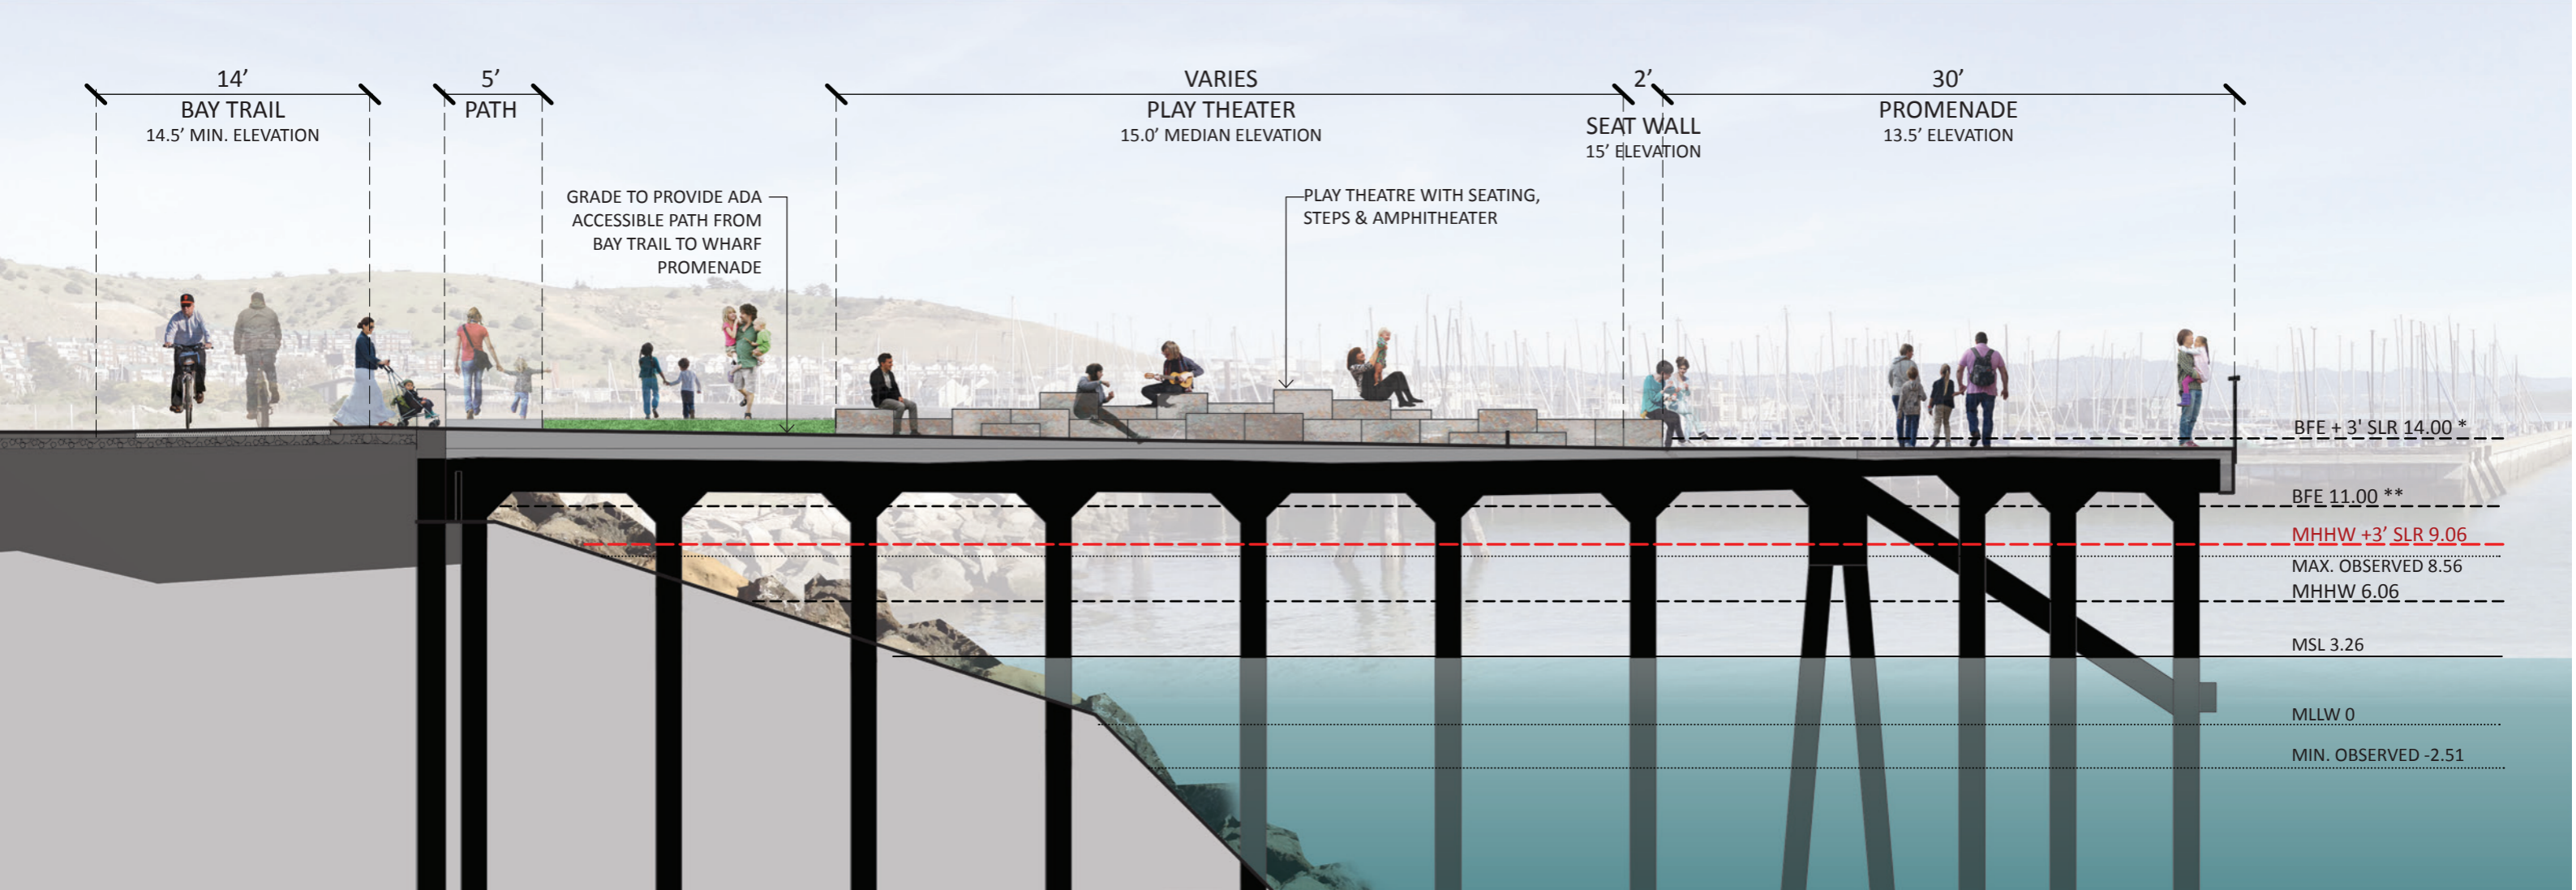 14’
BAY TRAIL
14.5’ MIN. ELEVATION
5’
PATH
VARIES
PLAY THEATER
15.0’ MEDIAN ELEVATION
2’
SEAT WALL
15’ ELEVATION
30’
PROMENADE
13.5’ ELEVATION
GRADE TO PROVIDE ADA
ACCESSIBLE PATH FROM
BAY TRAIL TO WHARF
PROMENADE
PLAY THEATRE WITH SEATING,
STEPS & AMPHITHEATER
BFE + 3' SLR 14.00 *
BFE 11.00 **
MHHW +3’ SLR 9.06
MAX. OBSERVED 8.56
MHHW 6.06
MSL 3.26
MLLW 0
MIN. OBSERVED -2.51